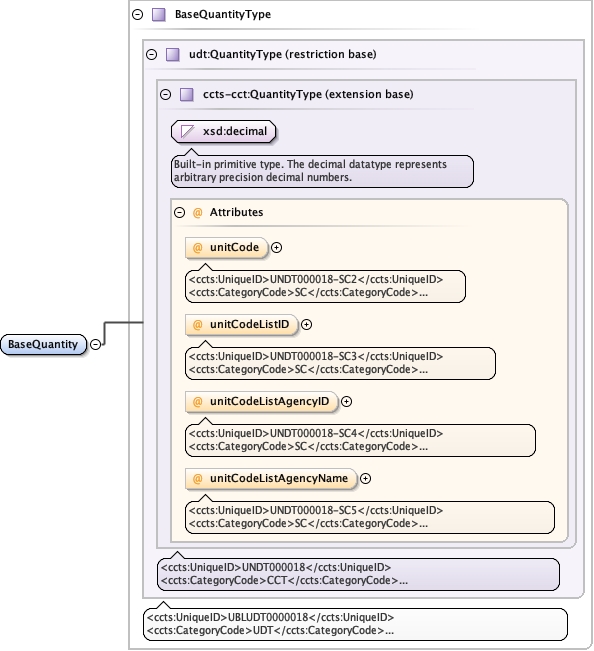 BaseQuantityType
udt:QuantityType (restriction base)
ccts-cct:QuantityType (extension base)
xsd:decimal
Built-in primitive type. The decimal datatype represents
arbitrary precision decimal numbers.
@ Attributes
@ unitCode
<ccts:UniqueID>UNDT000018-SC2</ccts:UniqueID>
<ccts:CategoryCode>SC</ccts:CategoryCode>...
@ unitCodeListID
<ccts:UniqueID>UNDT000018-SC3</ccts:UniqueID>
<ccts:CategoryCode>SC</ccts:CategoryCode>...
BaseQuantity
@ unitCodeListAgencyID
<ccts:UniqueID>UNDT000018-SC4</ccts:UniqueID>
<ccts:CategoryCode>SC</ccts:CategoryCode>...
@ unitCodeListAgencyName
<ccts:UniqueID>UNDT000018-SC5</ccts:UniqueID>
<ccts:CategoryCode>SC</ccts:CategoryCode>...
<ccts:UniqueID>UNDT000018</ccts:UniqueID>
<ccts:CategoryCode>CCT</ccts:CategoryCode>...
<ccts:UniqueID>UBLUDT0000018</ccts:UniqueID>
<ccts:CategoryCode>UDT</ccts:CategoryCode>...